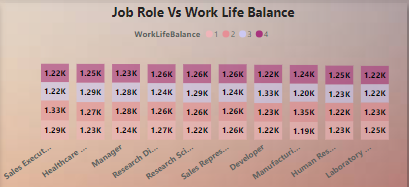 Job Role Vs Work Life Balance
WorkLifeBalance 1 2 3 4
1.22K 1.25K 1.23K 1.26K 1.26K 1.26K 1.22K 1.24K 1.25K 1.22K
1.22K 1.29K 1.28K 1.24K 1.29K 1.24K 1.33K 1.20K 1.23K 1.22K
1.33K 1.27K 1.28K 1.26K 1.26K 1.26K 1.23K 1.35K 1.22K 1.23K
1.29K 1.23K 1.24K 1.27K 1.22K 1.26K 1.22K 1.19K 1.23K 1.25K
Sales Execut... Healthcare ... Manager Research Di... Research Sci... Sales Repres... Developer Manufacturi... Human Res... Laboratory ...